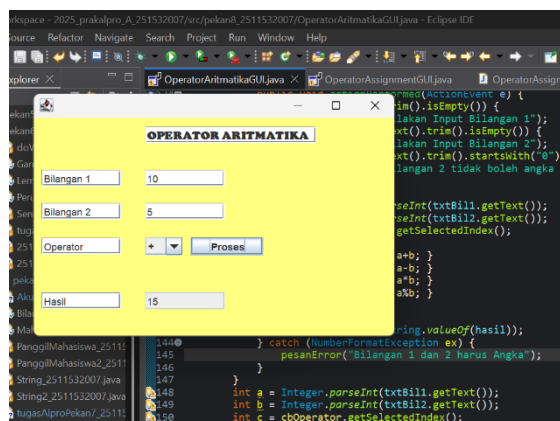 orkspace - 2025_prakalpro_A_251532007/src/pekan8_2511532007/OperatorAritmatikaGUI.java - Eclipse IDE
Source Refactor Navigate Search Project Run Window Help
xplorer
OperatorAritmatikaGUI.java
OperatorAssignmentGUI.java
OperatorAssign
ActionEvent e) {
rim().isEmpty()) {
lakan Input Bilangan 1");
ext().trim().isEmpty()) {
lakan Input Bilangan 2");
ext().trim().startsWith("0")
langan 2 tidak boleh angka
rseInt(txtBil1.getText());
rseInt(txtBil2.getText());
getSelectedIndex();
a+b; }
a-b; }
a*b; }
a%b; }
ring.valueOf(hasil));
OPERATOR ARITMATIKA
Bilangan 1
10
Bilangan 2
5
Operator
+
Proses
Hasil
15
PanggilMahasiswa_2511
PanggilMahasiswa2_2511
String_2511532007.java
String2_2511532007.java
tugasAlproPekan7_2511
144 } catch (NumberFormatException ex) {
145 pesanError("Bilangan 1 dan 2 harus Angka");
146 }
147 }
148 int a = Integer.parseInt(txtBil1.getText());
149 int b = Integer.parseInt(txtBil2.getText());
150 int c = cbOperator.getSelectedIndex();